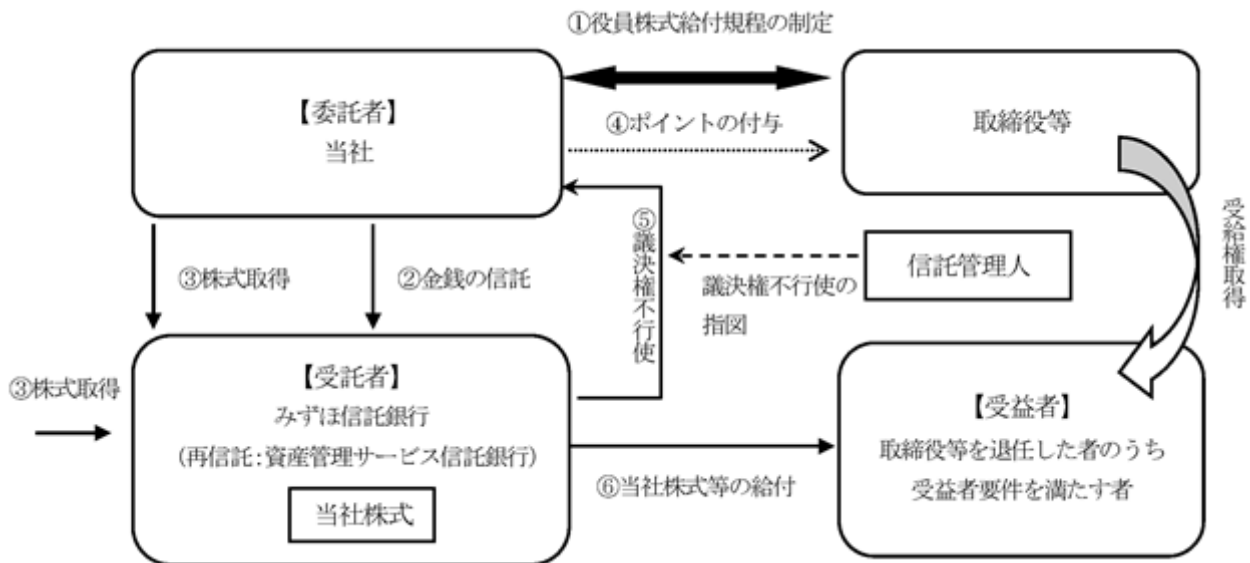 ①役員株式給付規程の制定
【委託者】
当社
④ポイントの付与
取締役等
⑤議決権不行使
議決権不行使の
指図
信託管理人
受給権取得
③株式取得
②金銭の信託
③株式取得
【受託者】
みずほ信託銀行
(再信託:資産管理サービス信託銀行)
当社株式
⑥当社株式等の給付
【受益者】
取締役等を退任した者のうち
受益者要件を満たす者